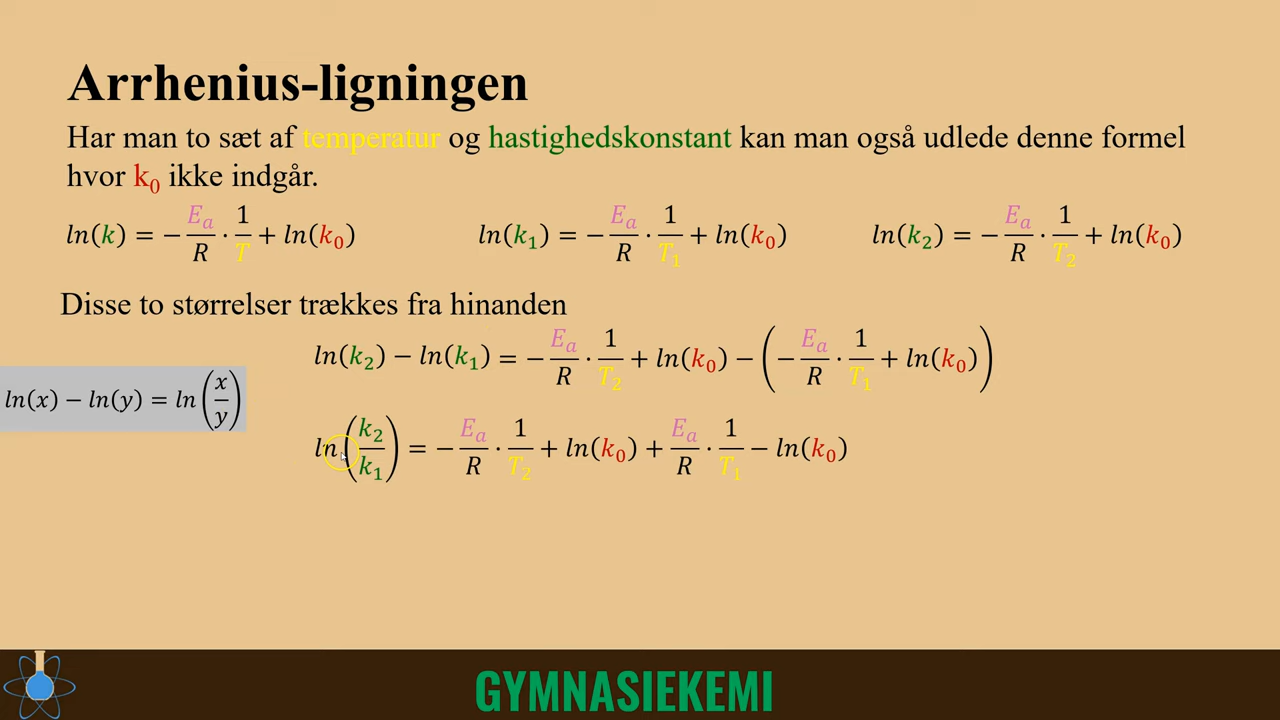 Arrhenius-ligningen
Har man to sæt af temperatur og hastighedskonstant kan man også udlede denne formel
hvor k₀ ikke indgår.
ln(k) = −Eₐ/R · 1/T + ln(k₀) ln(k₁) = −Eₐ/R · 1/T₁ + ln(k₀) ln(k₂) = −Eₐ/R · 1/T₂ + ln(k₀)
Disse to størrelser trækkes fra hinanden
ln(k₂) − ln(k₁) = −Eₐ/R · 1/T₂ + ln(k₀) − (−Eₐ/R · 1/T₁ + ln(k₀))
ln(x) − ln(y) = ln(x/y)
ln(k₂/k₁) = −Eₐ/R · 1/T₂ + ln(k₀) + Eₐ/R · 1/T₁ − ln(k₀)
GYMNASIEKEMI